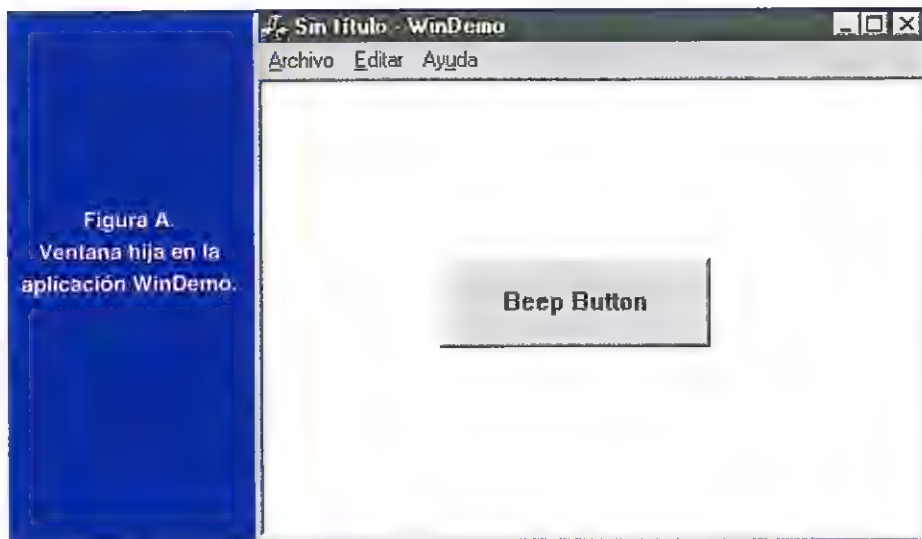 Figura A.
Ventana hija en la
aplicación WinDemo.
Sin título - WinDemo
Archivo Editar Ayuda
Beep Button